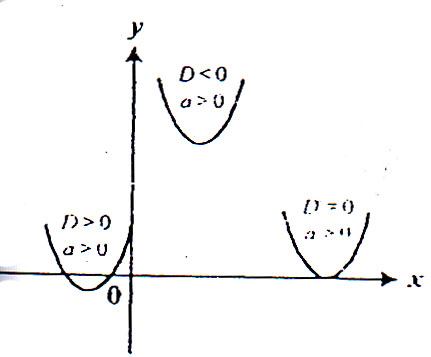 y
D < 0
a > 0
D > 0
a > 0
D = 0
a > 0
0
x